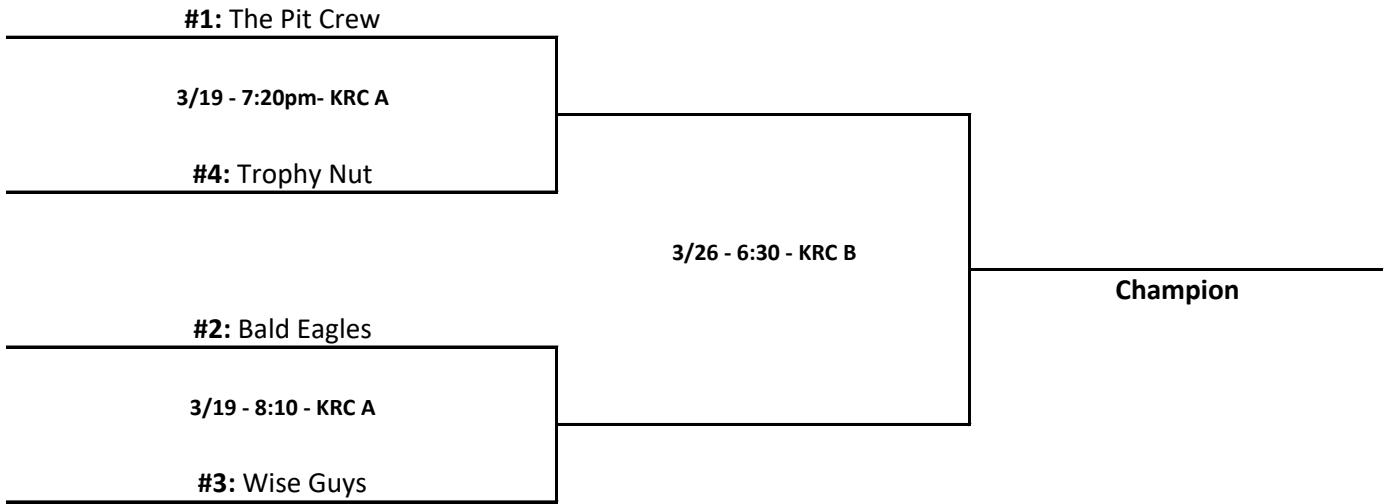 #1: The Pit Crew
3/19 - 7:20pm- KRC A
#4: Trophy Nut
3/26 - 6:30 - KRC B
Champion
#2: Bald Eagles
3/19 - 8:10 - KRC A
#3: Wise Guys